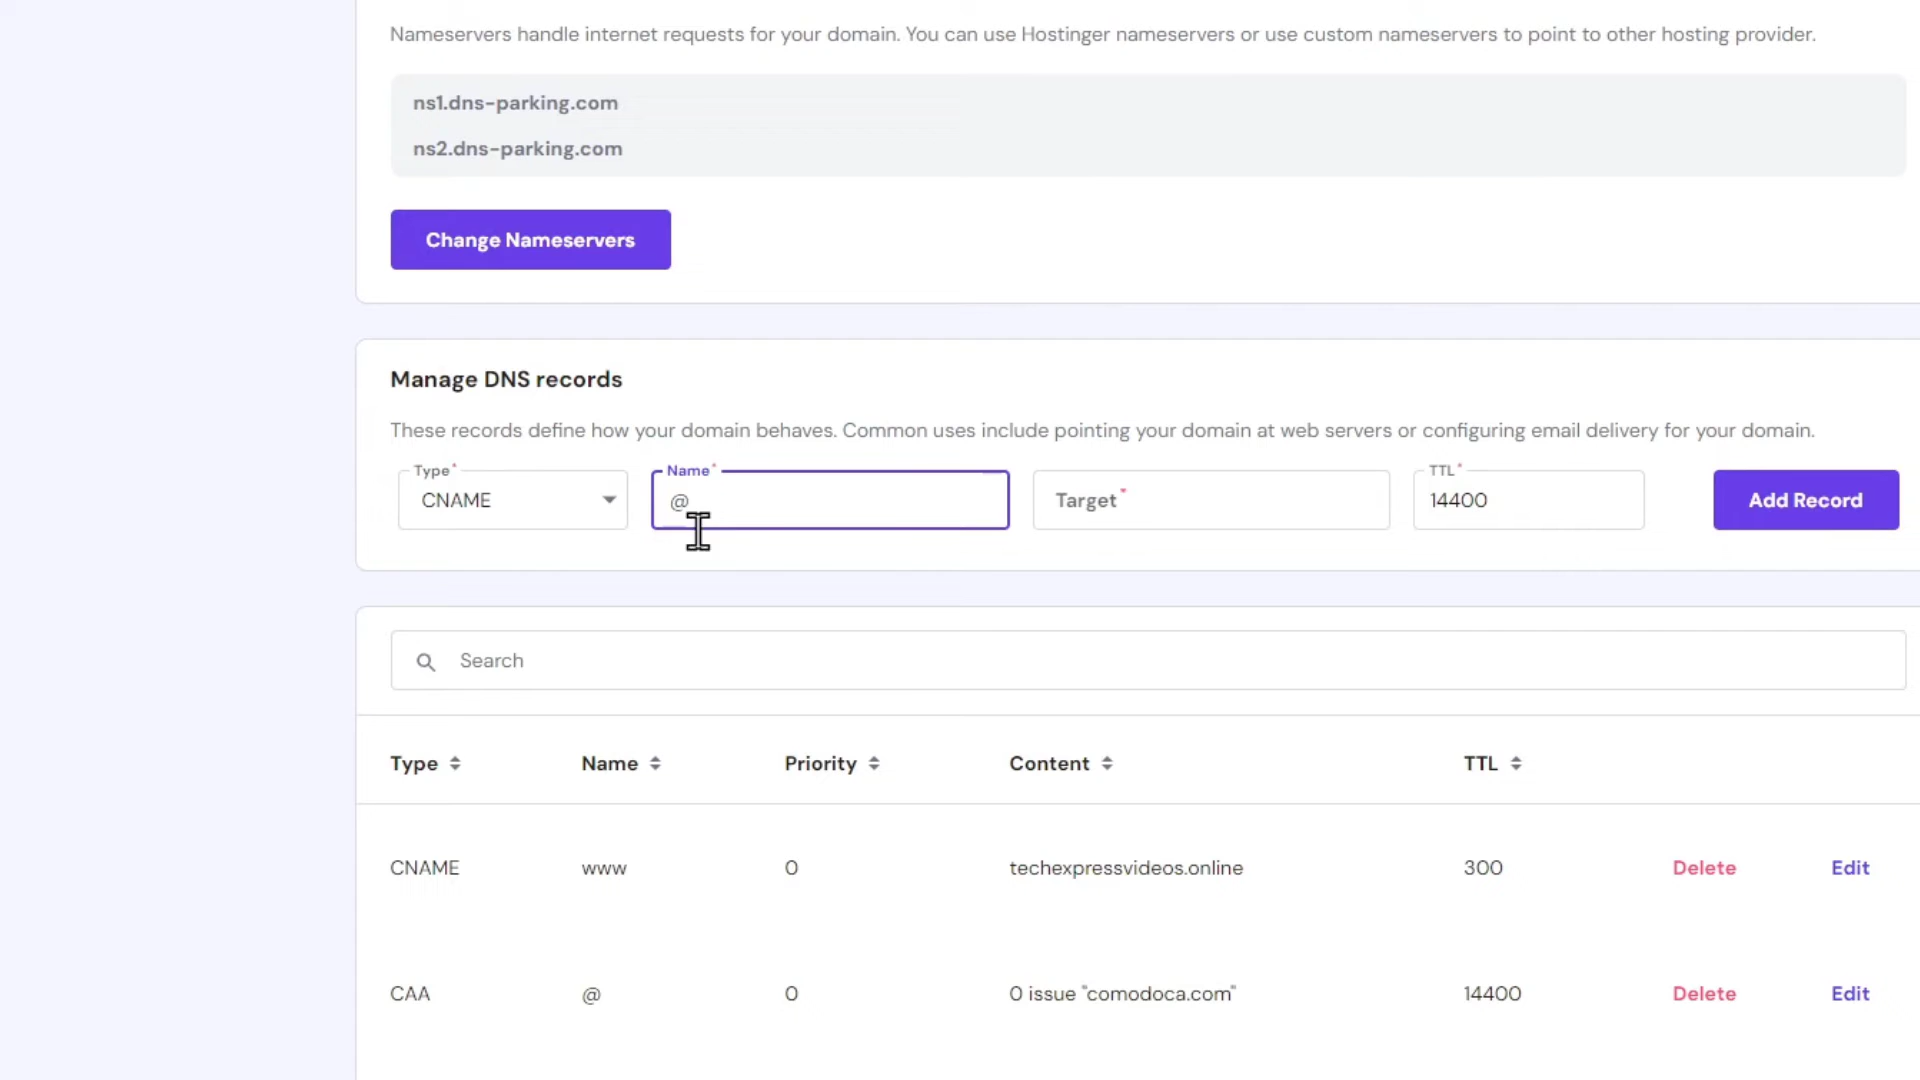 Nameservers handle internet requests for your domain. You can use Hostinger nameservers or use custom nameservers to point to other hosting provider.
ns1.dns-parking.com
ns2.dns-parking.com
Change Nameservers
Manage DNS records
These records define how your domain behaves. Common uses include pointing your domain at web servers or configuring email delivery for your domain.
Type* Name* TTL*
CNAME @ Target* 14400 Add Record
Search
Type Name Priority Content TTL
CNAME www 0 techexpressvideos.online 300 Delete Edit
CAA @ 0 0 issue "comodoca.com" 14400 Delete Edit